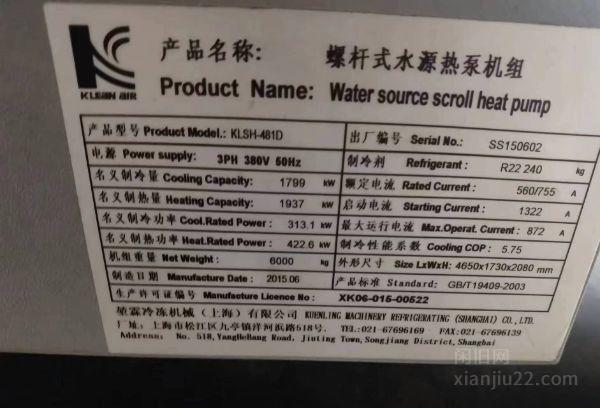 KLEAN AIR
产品名称: 螺杆式水源热泵机组
Product Name: Water source scroll heat pump
产品型号 Product Model.: KLSH-481D
出厂编号 Serial No.: SS150602
电源 Power supply: 3PH 380V 50Hz
制冷剂 Refrigerant : R22 240 kg
名义制冷量 Cooling Capacity: 1799 kW
额定电流 Rated Current: 560/755 A
名义制热量 Heating Capacity: 1937 kW
启动电流 Starting Current : 1322 A
名义制冷功率 Cool.Rated Power : 313.1 kW
最大运行电流 Max.Operat. Current : 872 A
名义制热功率 Heat.Rated Power : 422.6 kW
制冷性能系数 Cooling COP : 5.75
机组重量 Net Weight : 6000 kg
外形尺寸 Size LxWxH: 4650x1730x2080 mm
制造日期 Manufacture Date : 2015.06
产品标准 Standard: GB/T19409-2003
生产许可证编号 Manufacture Licence No : XK06-015-00522
堃霖冷冻机械(上海)有限公司 KUENLING MACHINERY REFRIGERATING (SHANGHAI) CO.,LTD.
厂址: 上海市松江区九亭镇洋河浜路518号. TEL:021-67696169 FAX:021-67696139
Address: No. 518, YangHeBang Road, Jiuting Town, Songjiang District, Shanghai
闲旧网
xianjiu22.com